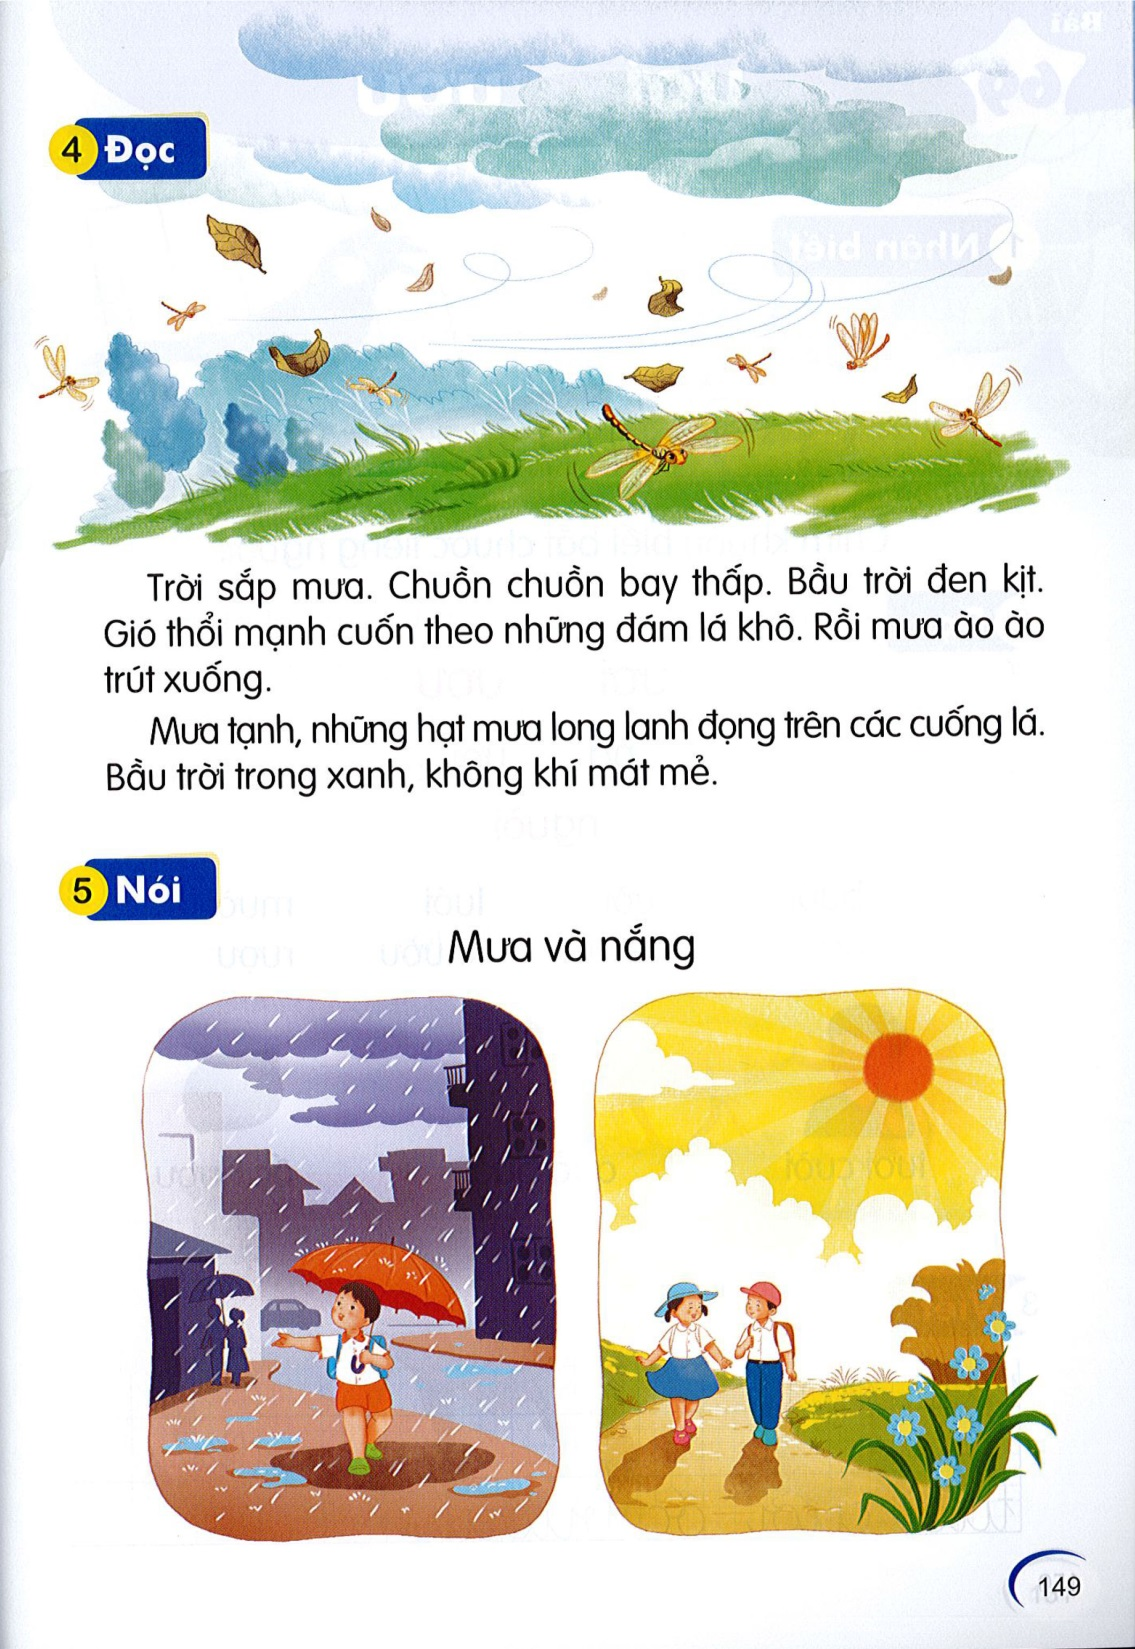 4 Đọc
Trời sắp mưa. Chuồn chuồn bay thấp. Bầu trời đen kịt.
Gió thổi mạnh cuốn theo những đám lá khô. Rồi mưa ào ào
trút xuống.
Mưa tạnh, những hạt mưa long lanh đọng trên các cuống lá.
Bầu trời trong xanh, không khí mát mẻ.
5 Nói
Mưa và nắng
149